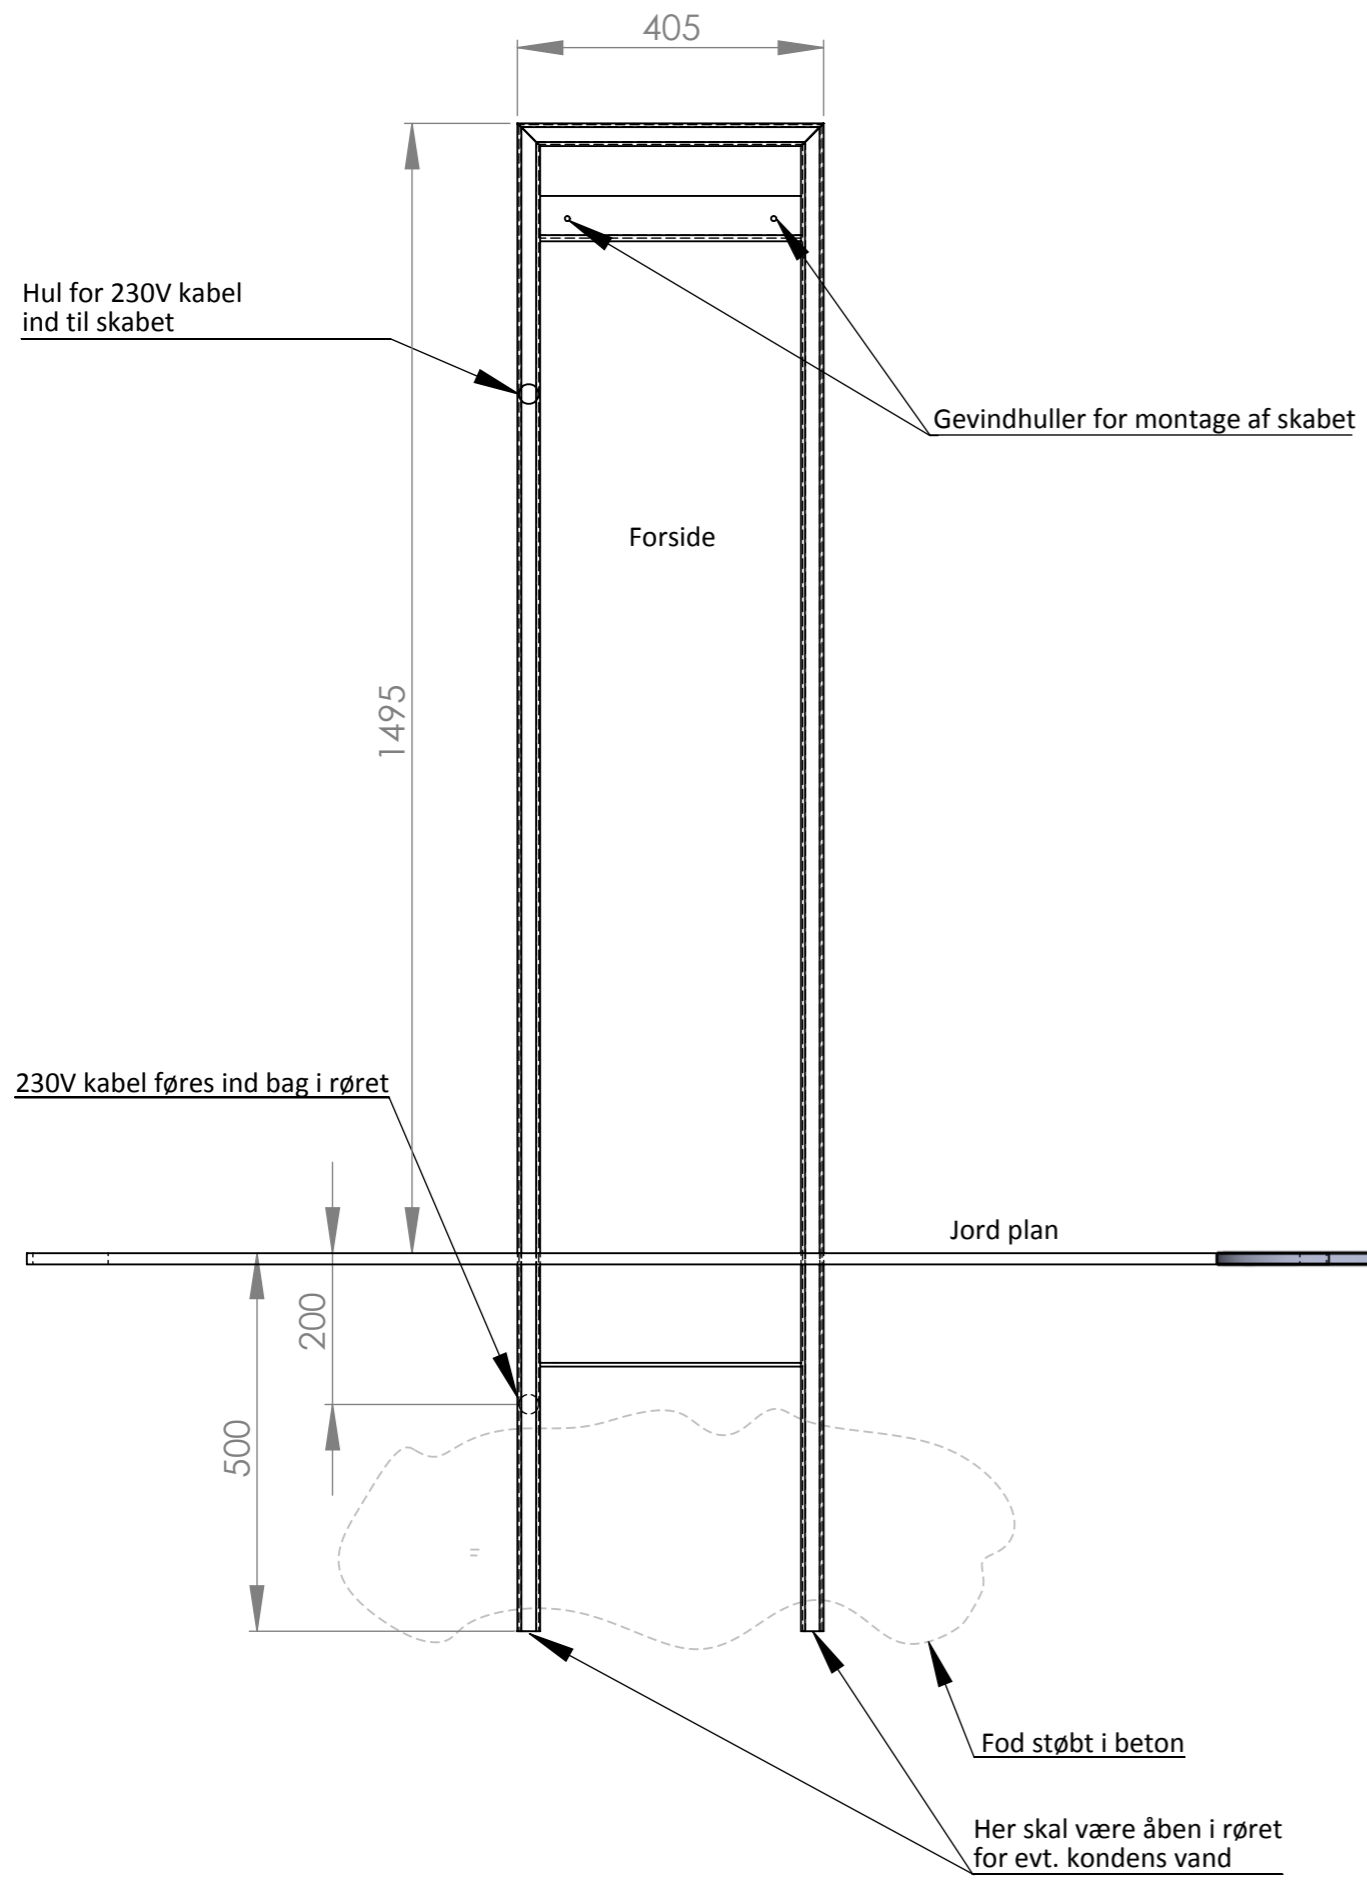 405
Hul for 230V kabel
ind til skabet
Gevindhuller for montage af skabet
Forside
1495
230V kabel føres ind bag i røret
Jord plan
200
500
Fod støbt i beton
Her skal være åben i røret
for evt. kondens vand